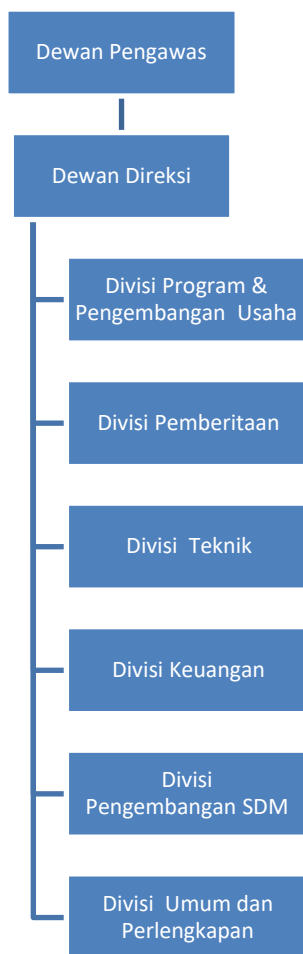 Dewan Pengawas
Dewan Direksi
Divisi Program &
Pengembangan Usaha
Divisi Pemberitaan
Divisi Teknik
Divisi Keuangan
Divisi
Pengembangan SDM
Divisi Umum dan
Perlengkapan